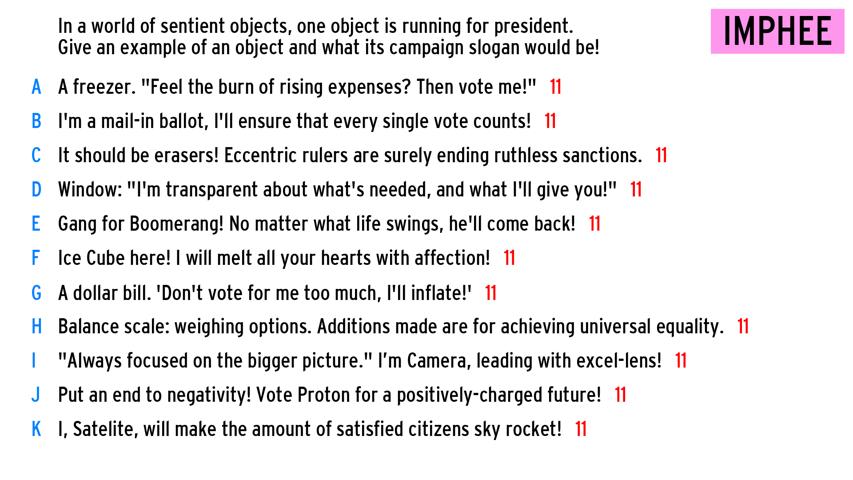 In a world of sentient objects, one object is running for president.
Give an example of an object and what its campaign slogan would be!
IMPHEE
A A freezer. "Feel the burn of rising expenses? Then vote me!" 11
B I'm a mail-in ballot, I'll ensure that every single vote counts! 11
C It should be erasers! Eccentric rulers are surely ending ruthless sanctions. 11
D Window: "I'm transparent about what's needed, and what I'll give you!" 11
E Gang for Boomerang! No matter what life swings, he'll come back! 11
F Ice Cube here! I will melt all your hearts with affection! 11
G A dollar bill. 'Don't vote for me too much, I'll inflate!' 11
H Balance scale: weighing options. Additions made are for achieving universal equality. 11
I "Always focused on the bigger picture." I'm Camera, leading with excel-lens! 11
J Put an end to negativity! Vote Proton for a positively-charged future! 11
K I, Satelite, will make the amount of satisfied citizens sky rocket! 11